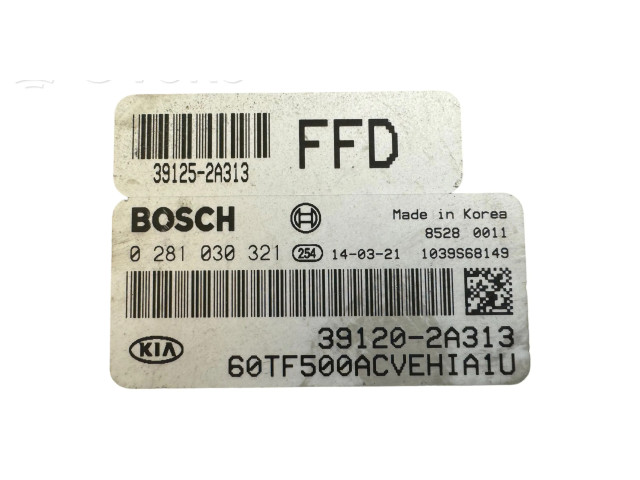 FFD
39125-2A313
BOSCH
Made in Korea
8528 0011
0 281 030 321 254 14-03-21 1039S68149
KIA
39120-2A313
60TF500ACVEHIA1U